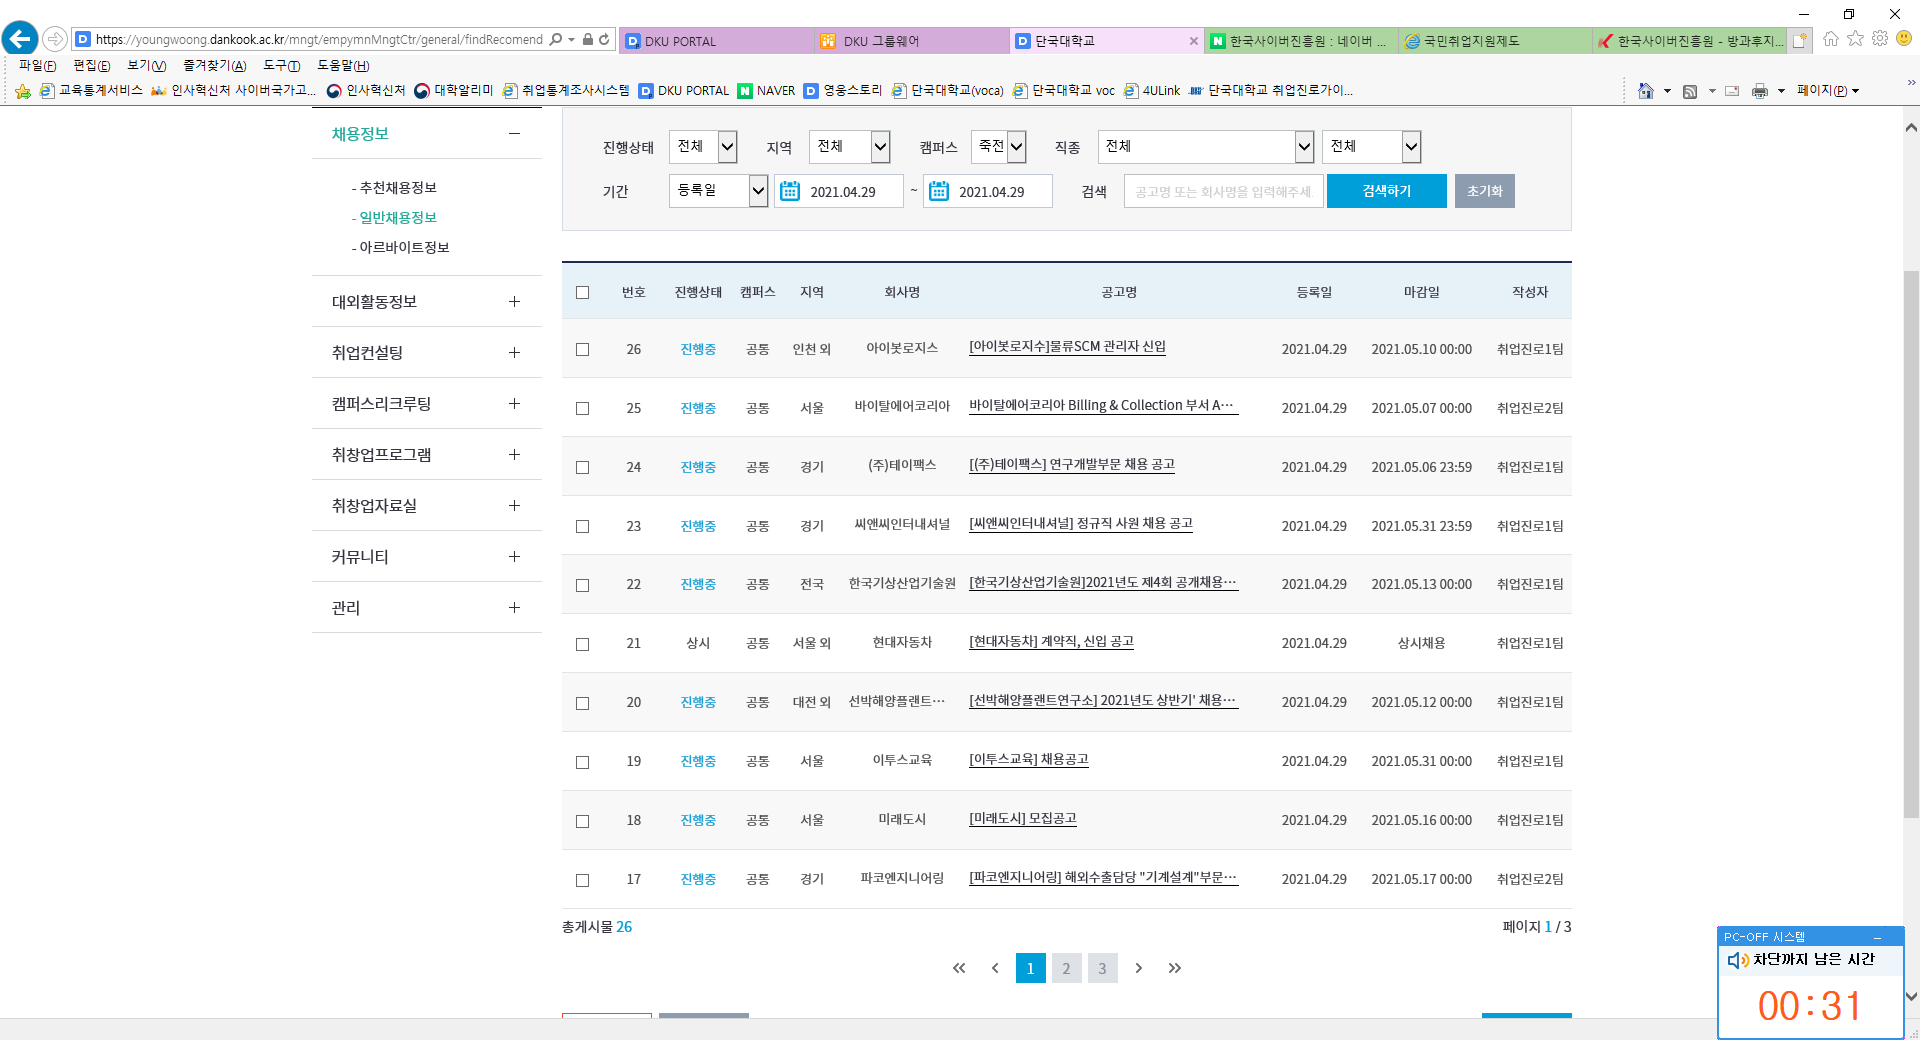 https://youngwoong.dankook.ac.kr/mngt/empymnMngtCtr/general/findRecomend
DKU PORTAL
DKU 그룹웨어
단국대학교
한국사이버진흥원 : 네이버 ...
국민취업지원제도
한국사이버진흥원 - 방과후지...
파일(F) 편집(E) 보기(V) 즐겨찾기(A) 도구(T) 도움말(H)
교육통계서비스 인사혁신처 사이버국가고... 인사혁신처 대학알리미 취업통계조사시스템 DKU PORTAL NAVER 영웅스토리 단국대학교(voca) 단국대학교 voc 4ULink 단국대학교 취업진로가이... 페이지(P)
채용정보
- 추천채용정보
- 일반채용정보
- 아르바이트정보
대외활동정보
취업컨설팅
캠퍼스리크루팅
취창업프로그램
취창업자료실
커뮤니티
관리
진행상태 전체 지역 전체 캠퍼스 죽전 직종 전체 전체
기간 등록일 2021.04.29 ~ 2021.04.29 검색 공고명 또는 회사명을 입력해주세. 검색하기 초기화
번호 진행상태 캠퍼스 지역 회사명 공고명 등록일 마감일 작성자
26 진행중 공통 인천 외 아이봇로지스 [아이봇로지수]물류SCM 관리자 신입 2021.04.29 2021.05.10 00:00 취업진로1팀
25 진행중 공통 서울 바이탈에어코리아 바이탈에어코리아 Billing & Collection 부서 A… 2021.04.29 2021.05.07 00:00 취업진로2팀
24 진행중 공통 경기 (주)테이팩스 [(주)테이팩스] 연구개발부문 채용 공고 2021.04.29 2021.05.06 23:59 취업진로1팀
23 진행중 공통 경기 씨앤씨인터내셔널 [씨앤씨인터내셔널] 정규직 사원 채용 공고 2021.04.29 2021.05.31 23:59 취업진로1팀
22 진행중 공통 전국 한국기상산업기술원 [한국기상산업기술원]2021년도 제4회 공개채용… 2021.04.29 2021.05.13 00:00 취업진로1팀
21 상시 공통 서울 외 현대자동차 [현대자동차] 계약직, 신입 공고 2021.04.29 상시채용 취업진로1팀
20 진행중 공통 대전 외 선박해양플랜트… [선박해양플랜트연구소] 2021년도 상반기' 채용… 2021.04.29 2021.05.12 00:00 취업진로1팀
19 진행중 공통 서울 이투스교육 [이투스교육] 채용공고 2021.04.29 2021.05.31 00:00 취업진로1팀
18 진행중 공통 서울 미래도시 [미래도시] 모집공고 2021.04.29 2021.05.16 00:00 취업진로1팀
17 진행중 공통 경기 파코엔지니어링 [파코엔지니어링] 해외수출담당 "기계설계"부문… 2021.04.29 2021.05.17 00:00 취업진로2팀
총게시물 26
페이지 1 / 3
1 2 3
PC-OFF 시스템
차단까지 남은 시간
00:31